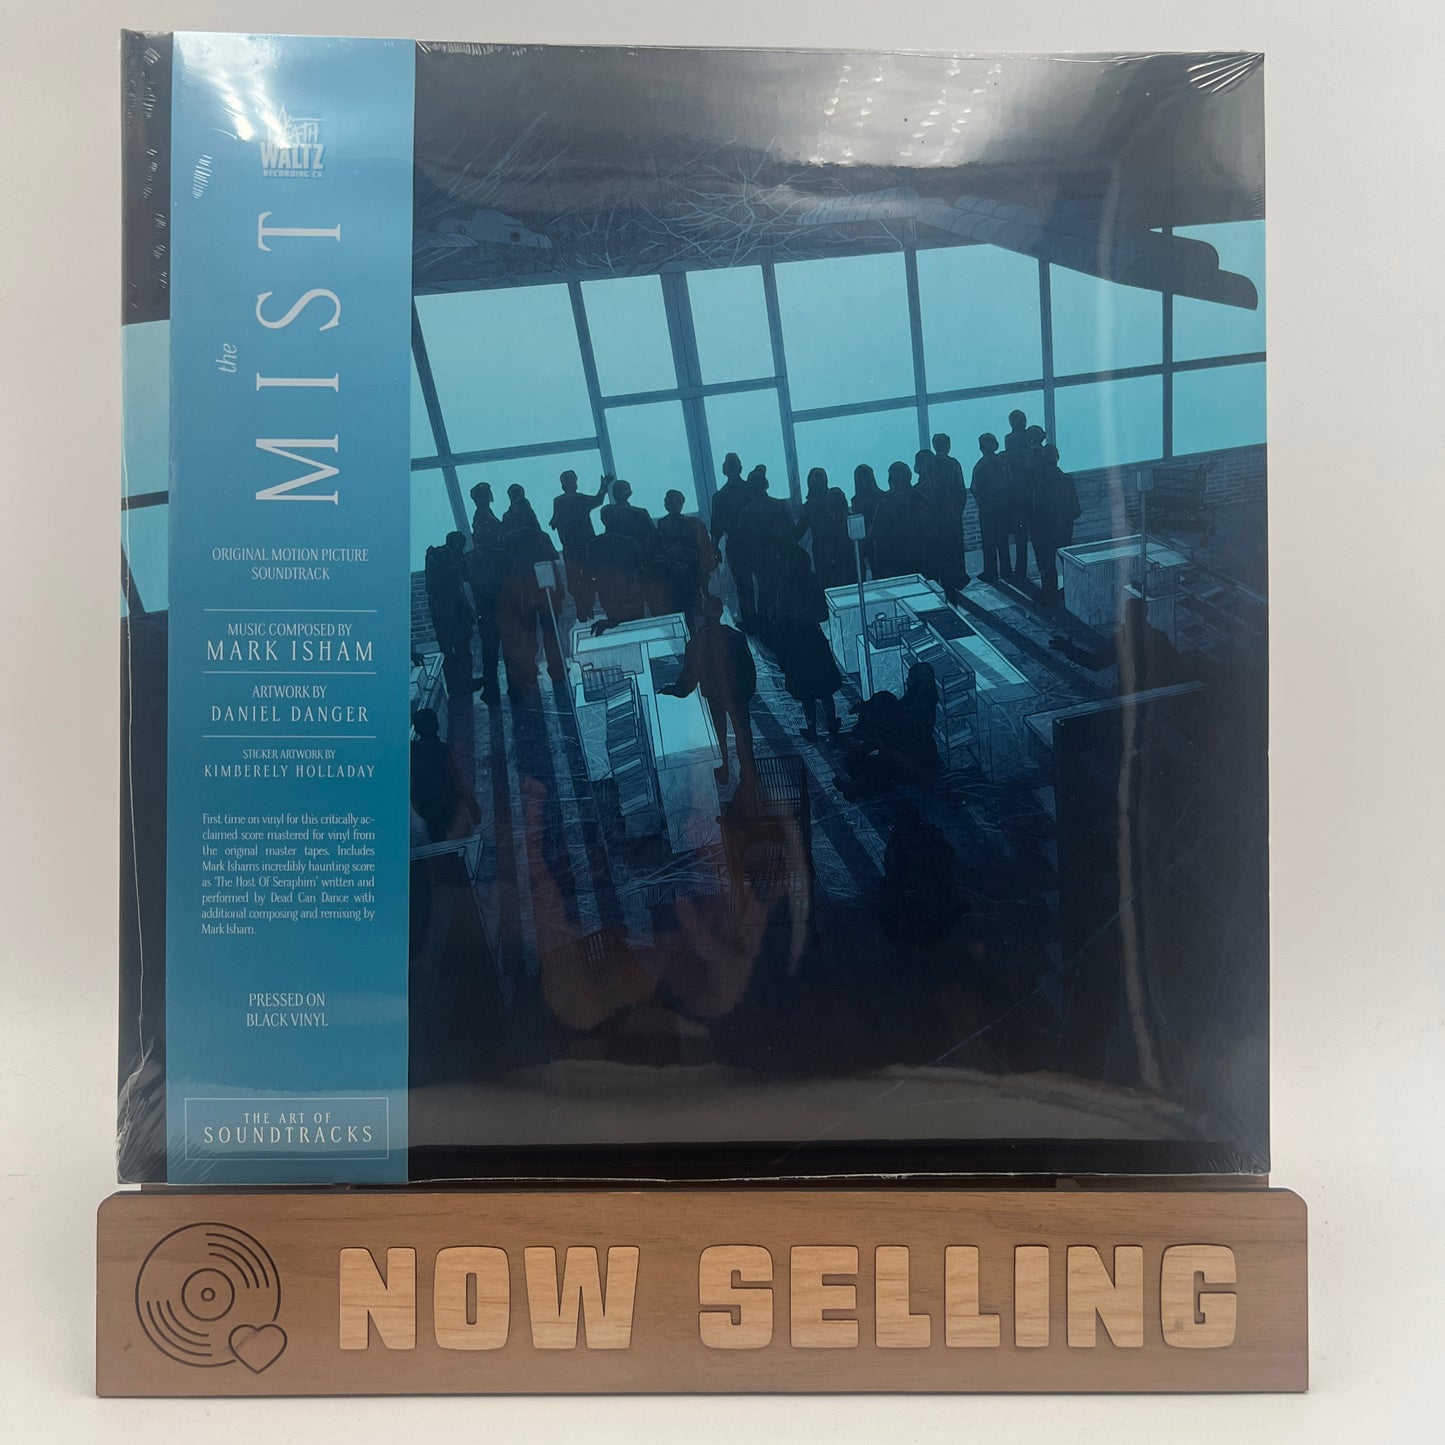 DEATH
WALTZ
RECORDING CO
the
MIST
ORIGINAL MOTION PICTURE
SOUNDTRACK
MUSIC COMPOSED BY
MARK ISHAM
ARTWORK BY
DANIEL DANGER
STICKER ARTWORK BY
KIMBERELY HOLLADAY
First time on vinyl for this critically ac-
claimed score mastered for vinyl from
the original master tapes. Includes
Mark Ishams incredibly haunting score
as 'The Host Of Seraphim' written and
performed by Dead Can Dance with
additional composing and remixing by
Mark Isham.
PRESSED ON
BLACK VINYL
THE ART OF
SOUNDTRACKS
NOW SELLING